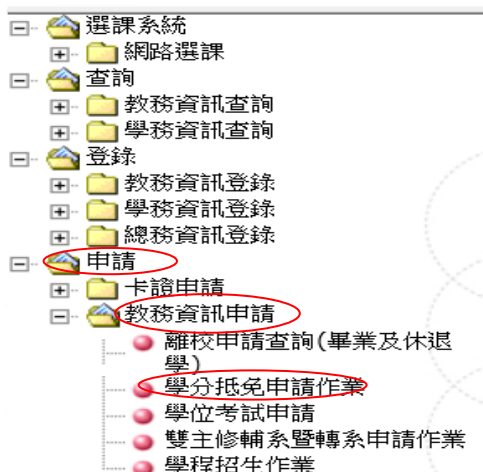 選課系統
網路選課
查詢
教務資訊查詢
學務資訊查詢
登錄
教務資訊登錄
學務資訊登錄
總務資訊登錄
申請
卡證申請
教務資訊申請
離校申請查詢(畢業及休退
學)
學分抵免申請作業
學位考試申請
雙主修輔系暨轉系申請作業
學程招生作業